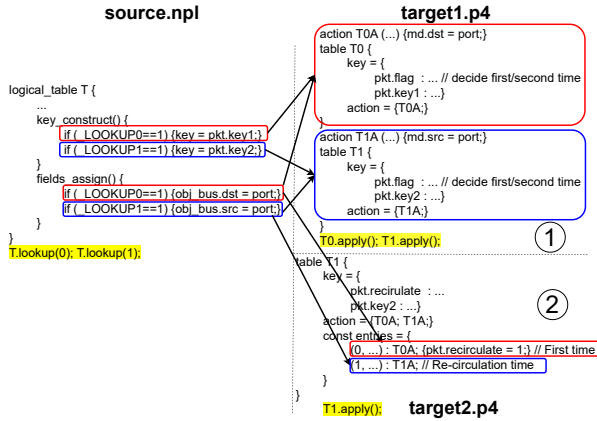 source.npl
logical_table T {
...
key_construct() {
if (_LOOKUP0==1) {key = pkt.key1;}
if (_LOOKUP1==1) {key = pkt.key2;}
}
fields_assign() {
if (_LOOKUP0==1) {obj_bus.dst = port;}
if (_LOOKUP1==1) {obj_bus.src = port;}
}
}
T.lookup(0); T.lookup(1);
target1.p4
action T0A (...) {md.dst = port;}
table T0 {
key = {
pkt.flag : ... // decide first/second time
pkt.key1 : ...}
action = {T0A;}
}
action T1A (...) {md.src = port;}
table T1 {
key = {
pkt.flag : ... // decide first/second time
pkt.key2 : ...}
action = {T1A;}
}
T0.apply(); T1.apply();
1
table T1 {
key = {
pkt.recirulate : ...
pkt.key2 : ...}
action = {T0A; T1A;}
const entries = {
(0, ...) : T0A; {pkt.recirculate = 1;} // First time
(1, ...) : T1A; // Re-circulation time
}
}
2
T1.apply();
target2.p4